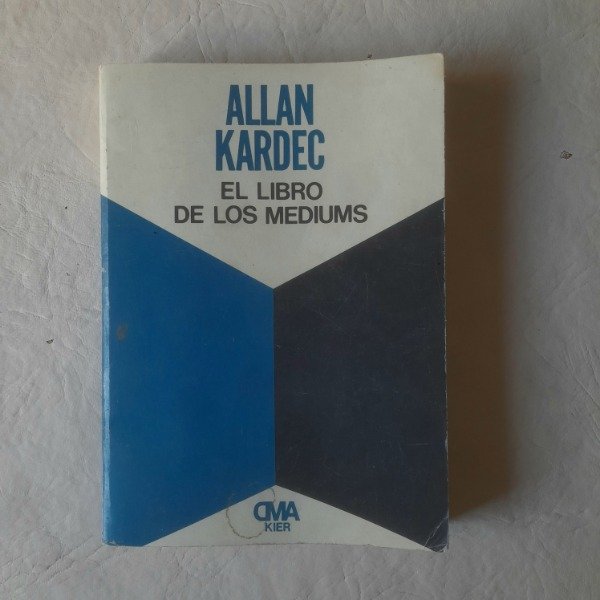 ALLAN
KARDEC
EL LIBRO
DE LOS MEDIUMS
CMA
KIER